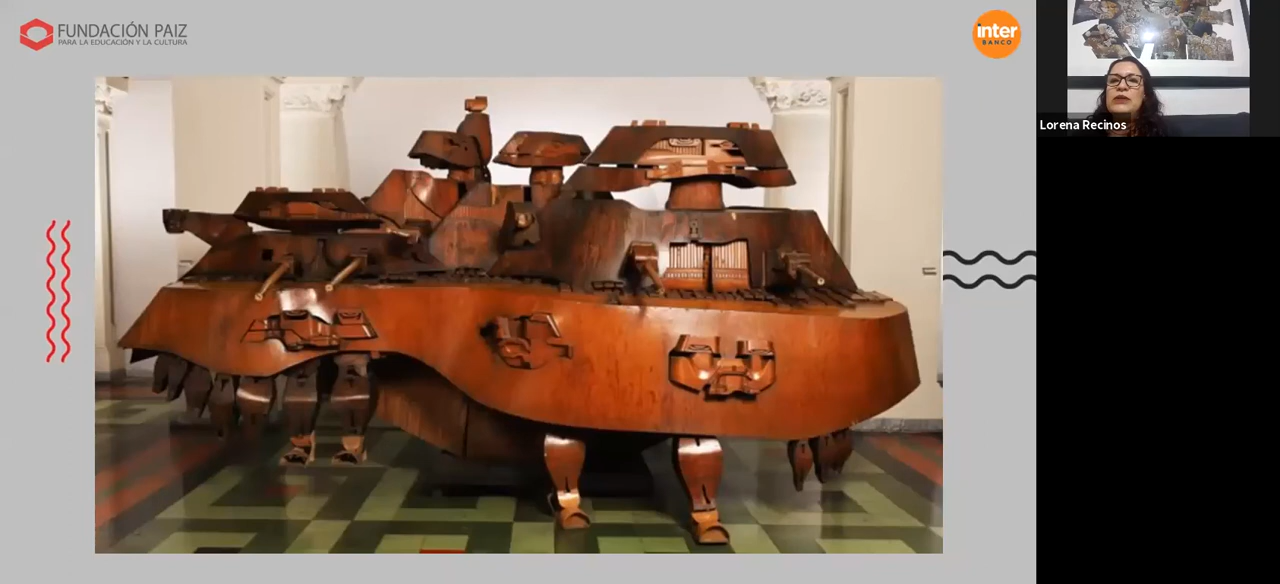 FUNDACIÓN PAIZ
PARA LA EDUCACIÓN Y LA CULTURA
inter
BANCO
Lorena Recinos